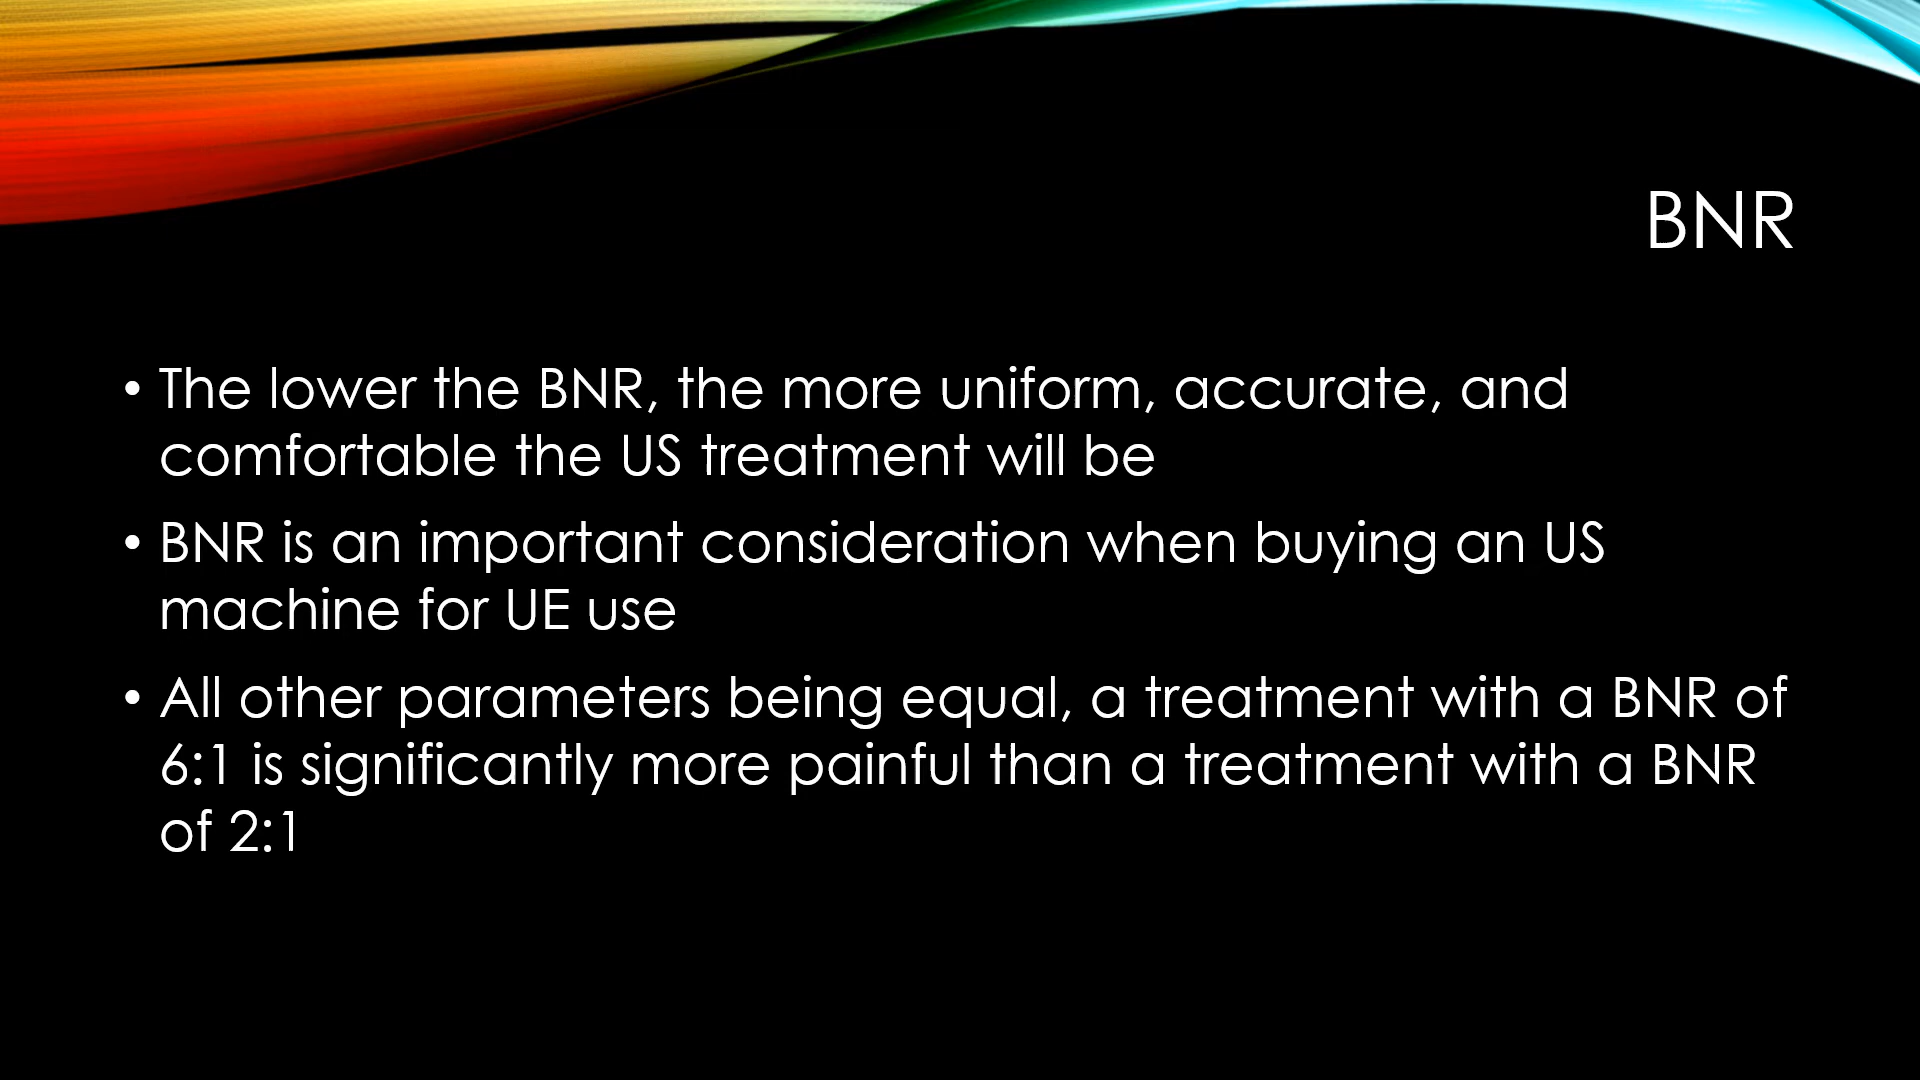 BNR
• The lower the BNR, the more uniform, accurate, and
comfortable the US treatment will be
• BNR is an important consideration when buying an US
machine for UE use
• All other parameters being equal, a treatment with a BNR of
6:1 is significantly more painful than a treatment with a BNR
of 2:1